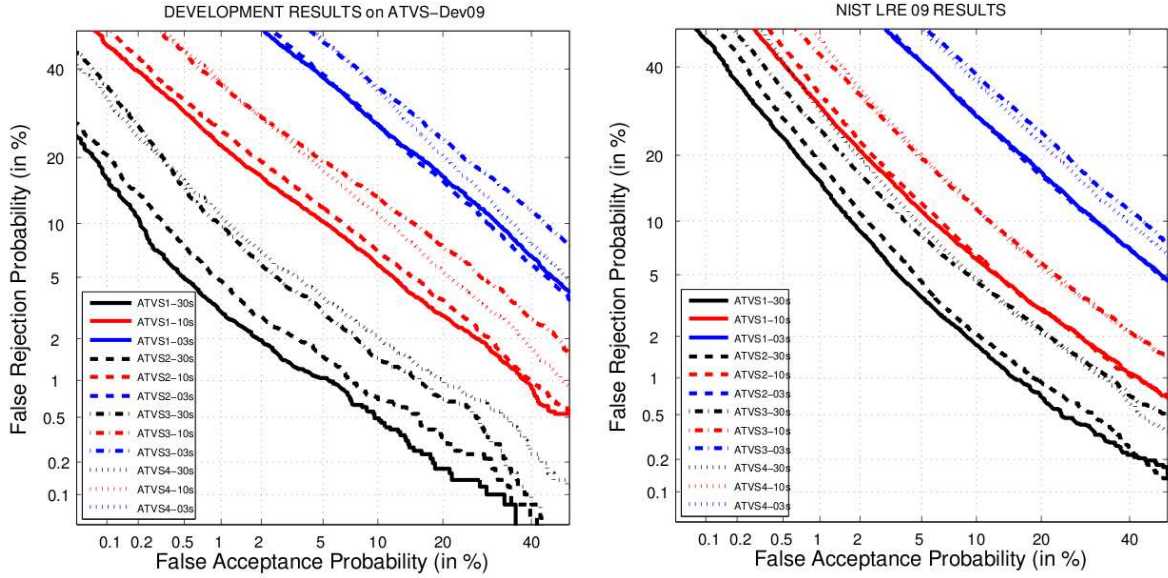 DEVELOPMENT RESULTS on ATVS−Dev09
False Rejection Probability (in %)
40
20
10
5
2
1
0.5
0.2
0.1
ATVS1−30s
ATVS1−10s
ATVS1−03s
ATVS2−30s
ATVS2−10s
ATVS2−03s
ATVS3−30s
ATVS3−10s
ATVS3−03s
ATVS4−30s
ATVS4−10s
ATVS4−03s
0.1 0.2 0.5 1 2 5 10 20 40
False Acceptance Probability (in %)
NIST LRE 09 RESULTS
False Rejection Probability (in %)
40
20
10
5
2
1
0.5
0.2
0.1
ATVS1−30s
ATVS1−10s
ATVS1−03s
ATVS2−30s
ATVS2−10s
ATVS2−03s
ATVS3−30s
ATVS3−10s
ATVS3−03s
ATVS4−30s
ATVS4−10s
ATVS4−03s
0.1 0.2 0.5 1 2 5 10 20 40
False Acceptance Probability (in %)